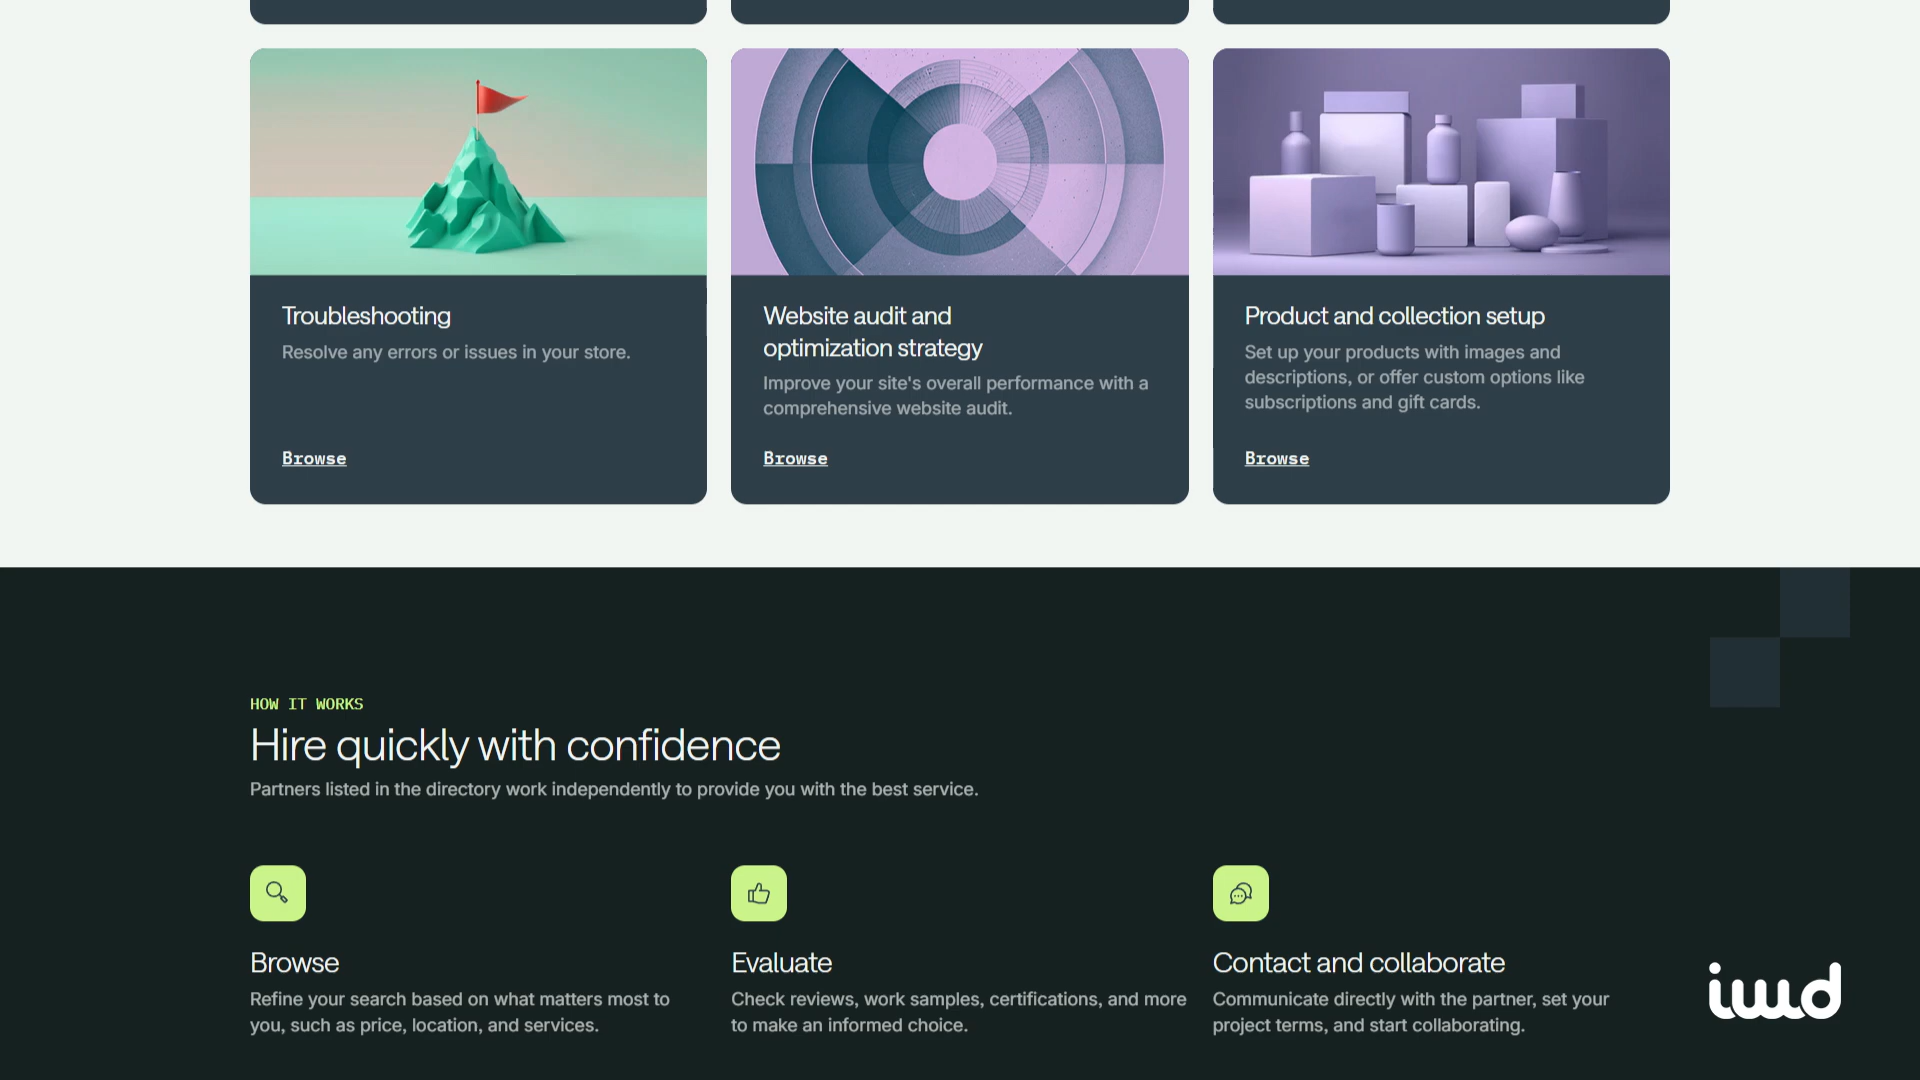 Troubleshooting
Resolve any errors or issues in your store.
Browse
Website audit and
optimization strategy
Improve your site's overall performance with a
comprehensive website audit.
Browse
Product and collection setup
Set up your products with images and
descriptions, or offer custom options like
subscriptions and gift cards.
Browse
HOW IT WORKS
Hire quickly with confidence
Partners listed in the directory work independently to provide you with the best service.
Browse
Refine your search based on what matters most to
you, such as price, location, and services.
Evaluate
Check reviews, work samples, certifications, and more
to make an informed choice.
Contact and collaborate
Communicate directly with the partner, set your
project terms, and start collaborating.
iwd